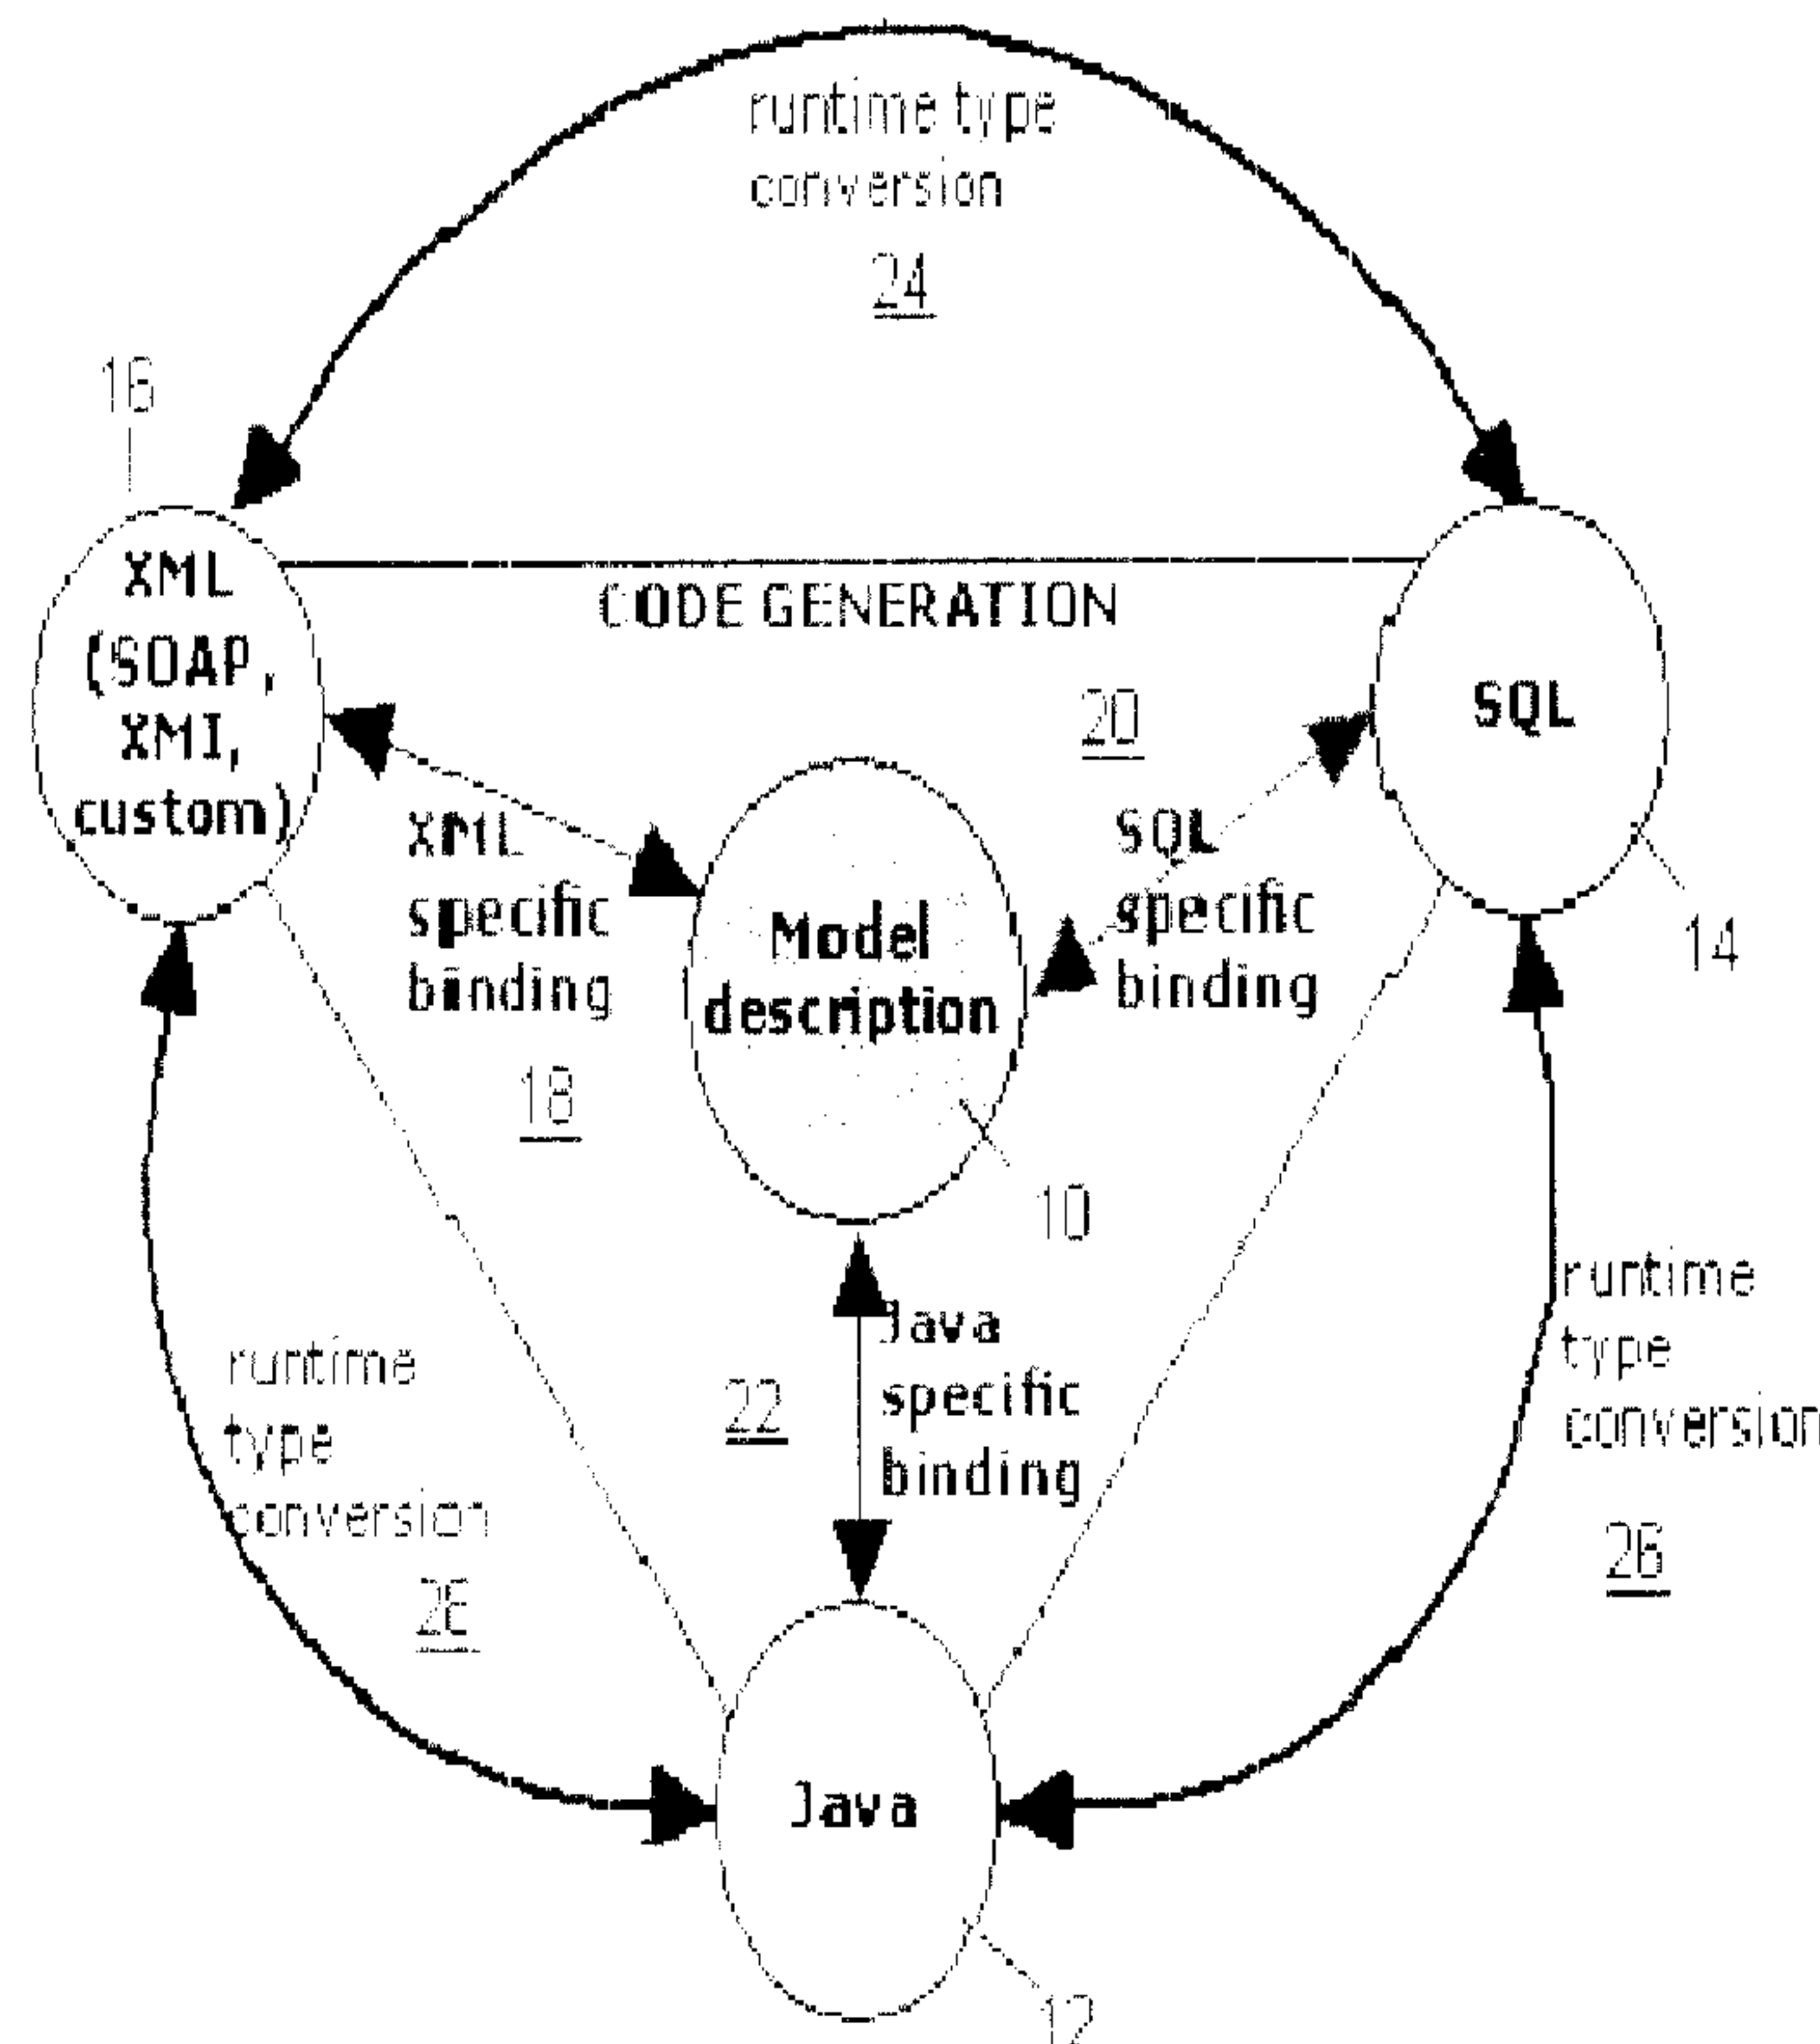 runtime type
conversion
24
16
XML
(SOAP,
XMI,
custom)
CODE GENERATION
20
SQL
XML
specific
binding
18
SQL
specific
binding
14
Model
description
10
Java
specific
binding
22
runtime
type
conversion
runtime
type
conversion
26
Java
12